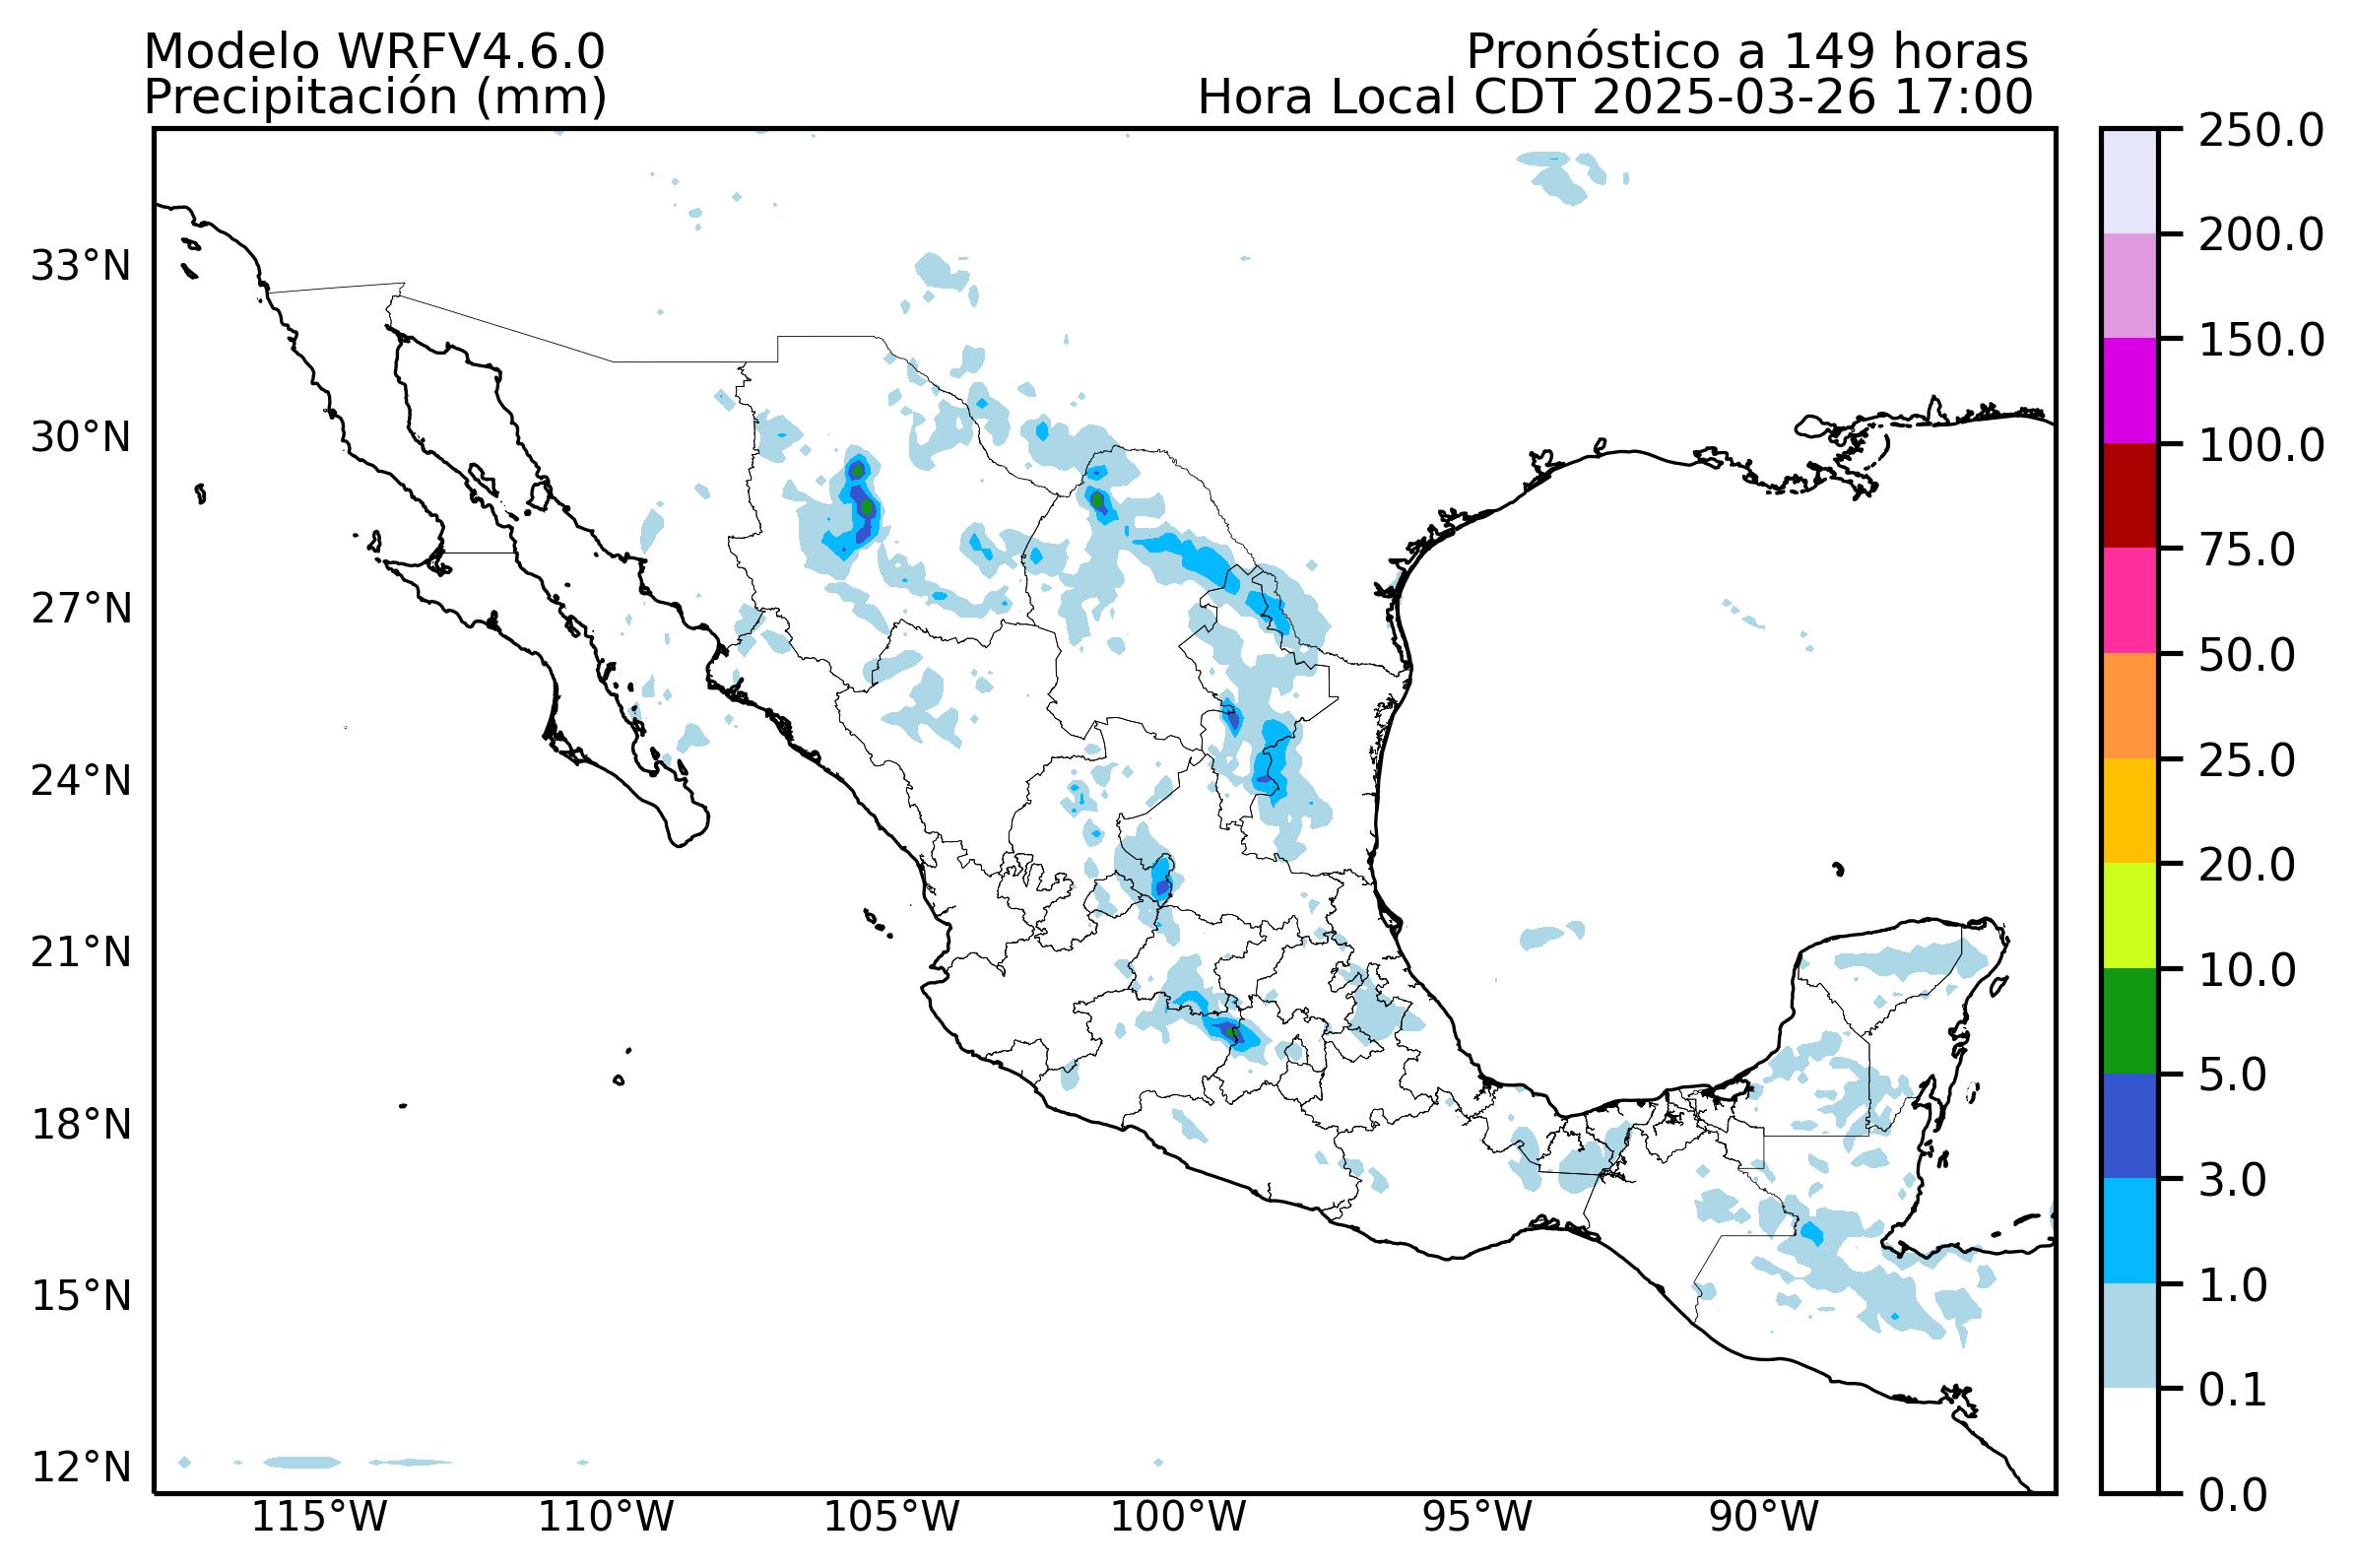 Modelo WRFV4.6.0
Precipitación (mm)
Pronóstico a 149 horas
Hora Local CDT 2025-03-26 17:00
33°N
30°N
27°N
24°N
21°N
18°N
15°N
12°N
115°W
110°W
105°W
100°W
95°W
90°W
250.0
200.0
150.0
100.0
75.0
50.0
25.0
20.0
10.0
5.0
3.0
1.0
0.1
0.0